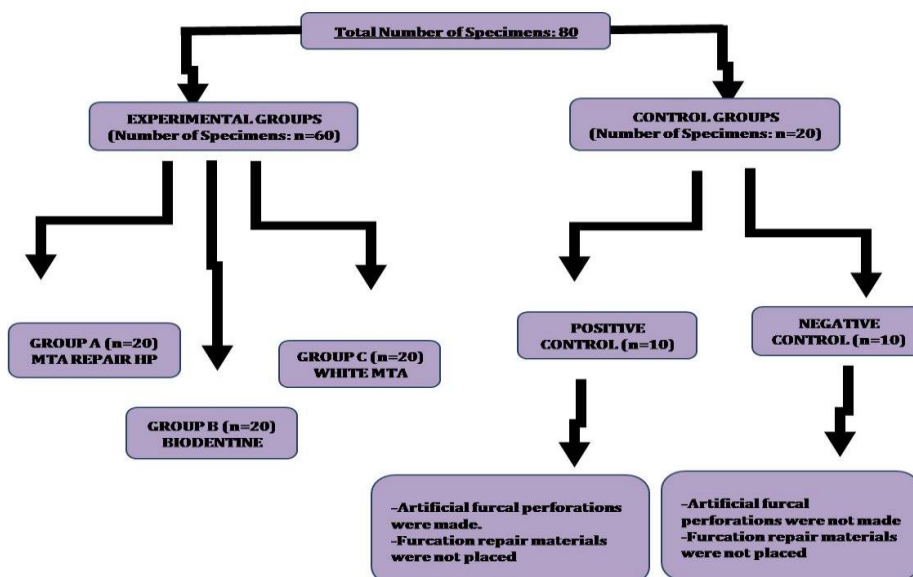 Total Number of Specimens: 80
EXPERIMENTAL GROUPS
(Number of Specimens: n=60)
CONTROL GROUPS
(Number of Specimens: n=20)
GROUP A (n=20)
MTA REPAIR HP
GROUP B (n=20)
BIODENTINE
GROUP C (n=20)
WHITE MTA
POSITIVE
CONTROL (n=10)
NEGATIVE
CONTROL (n=10)
-Artificial furcal perforations
were made.
-Furcation repair materials
were not placed
-Artificial furcal
perforations were not made
-Furcation repair materials
were not placed